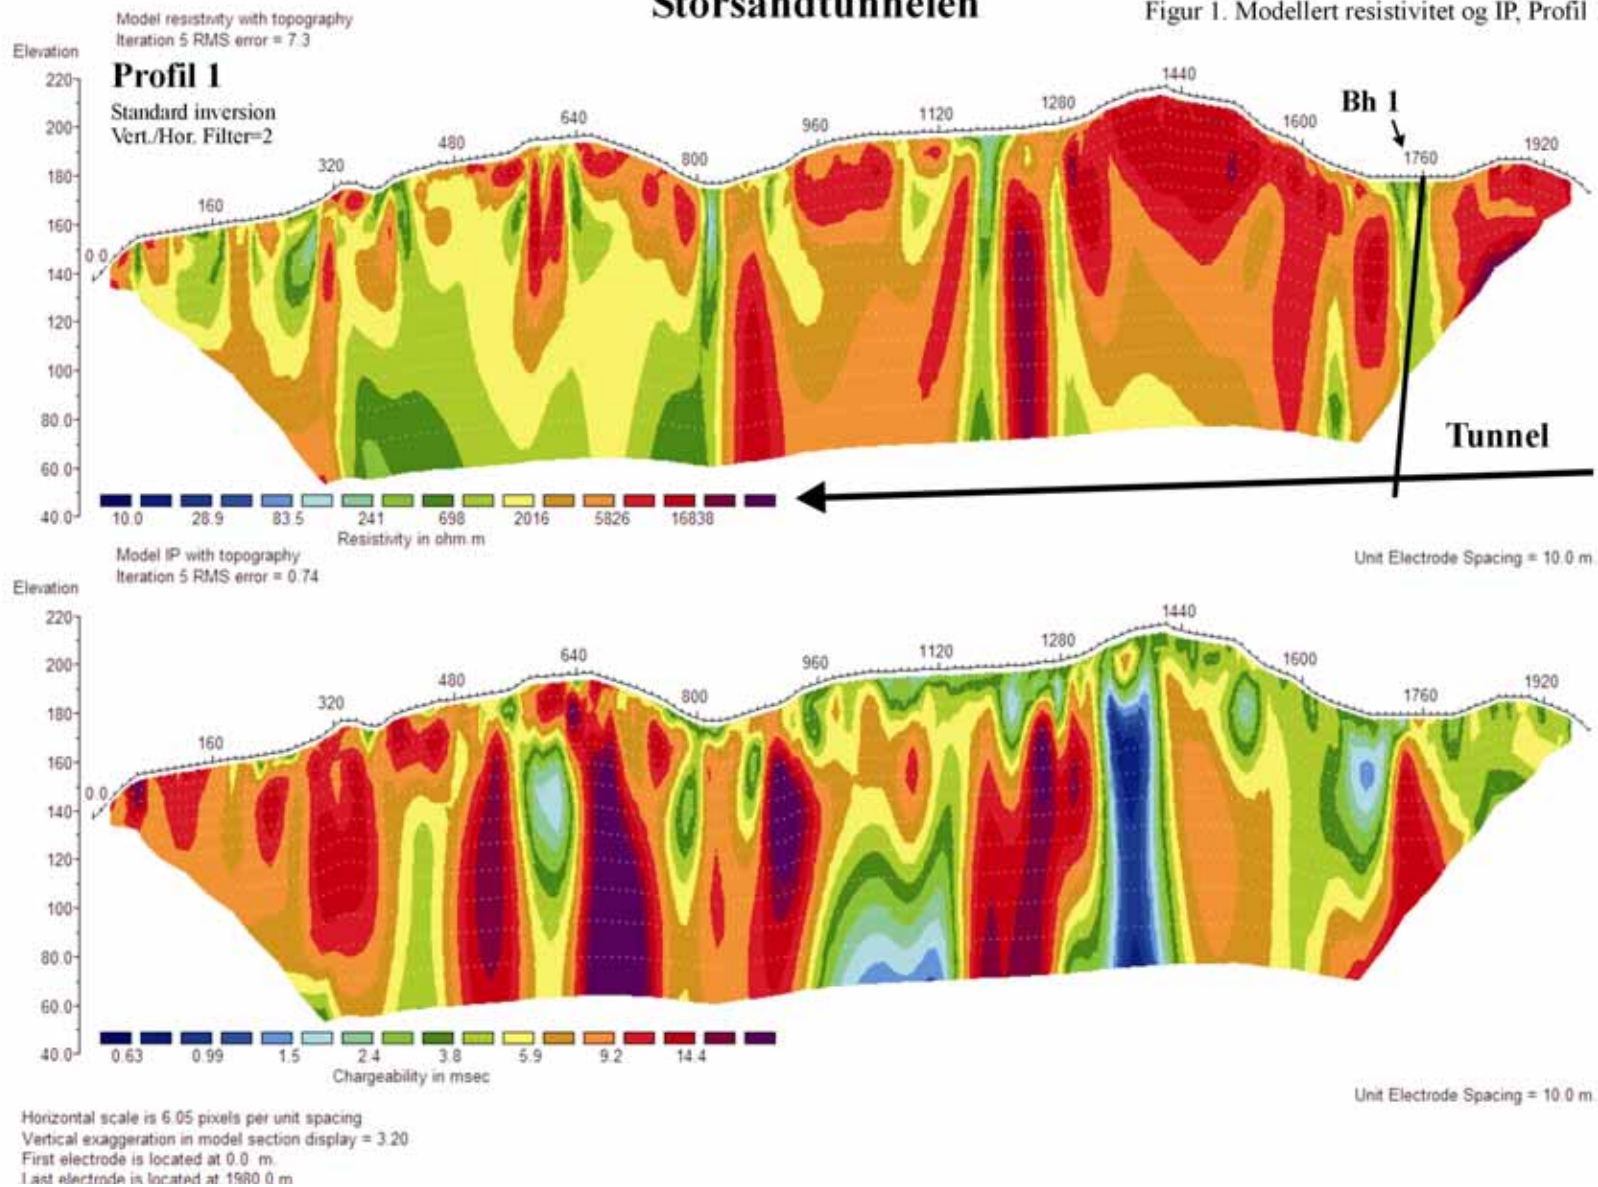 Storsandtunnelen
Figur 1. Modellert resistivitet og IP, Profil
Model resistivity with topography
Iteration 5 RMS error = 7.3
Elevation
Profil 1
Standard inversion
Vert./Hor. Filter=2
220
200
180
160
140
120
100
80.0
60.0
40.0
0.0
160
320
480
640
800
960
1120
1280
1440
1600
1760
1920
Bh 1
Tunnel
10.0 28.9 83.5 241 698 2016 5826 16838
Resistivity in ohm.m
Unit Electrode Spacing = 10.0 m.
Model IP with topography
Iteration 5 RMS error = 0.74
Elevation
220
200
180
160
140
120
100
80.0
60.0
40.0
0.0
160
320
480
640
800
960
1120
1280
1440
1600
1760
1920
0.63 0.99 1.5 2.4 3.8 5.9 9.2 14.4
Chargeability in msec
Unit Electrode Spacing = 10.0 m.
Horizontal scale is 6.05 pixels per unit spacing
Vertical exaggeration in model section display = 3.20
First electrode is located at 0.0 m.
Last electrode is located at 1980.0 m.